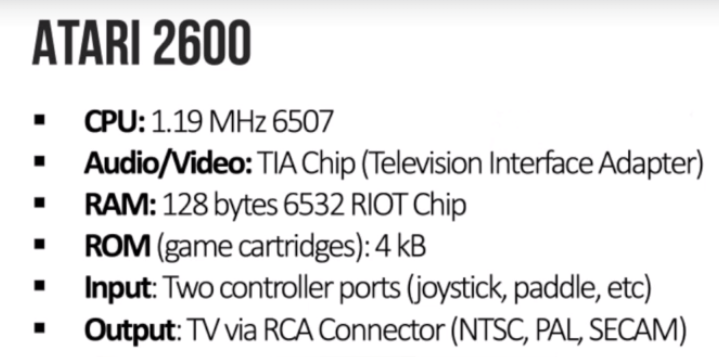 ATARI 2600
▪ CPU: 1.19 MHz 6507
▪ Audio/Video: TIA Chip (Television Interface Adapter)
▪ RAM: 128 bytes 6532 RIOT Chip
▪ ROM (game cartridges): 4 kB
▪ Input: Two controller ports (joystick, paddle, etc)
▪ Output: TV via RCA Connector (NTSC, PAL, SECAM)